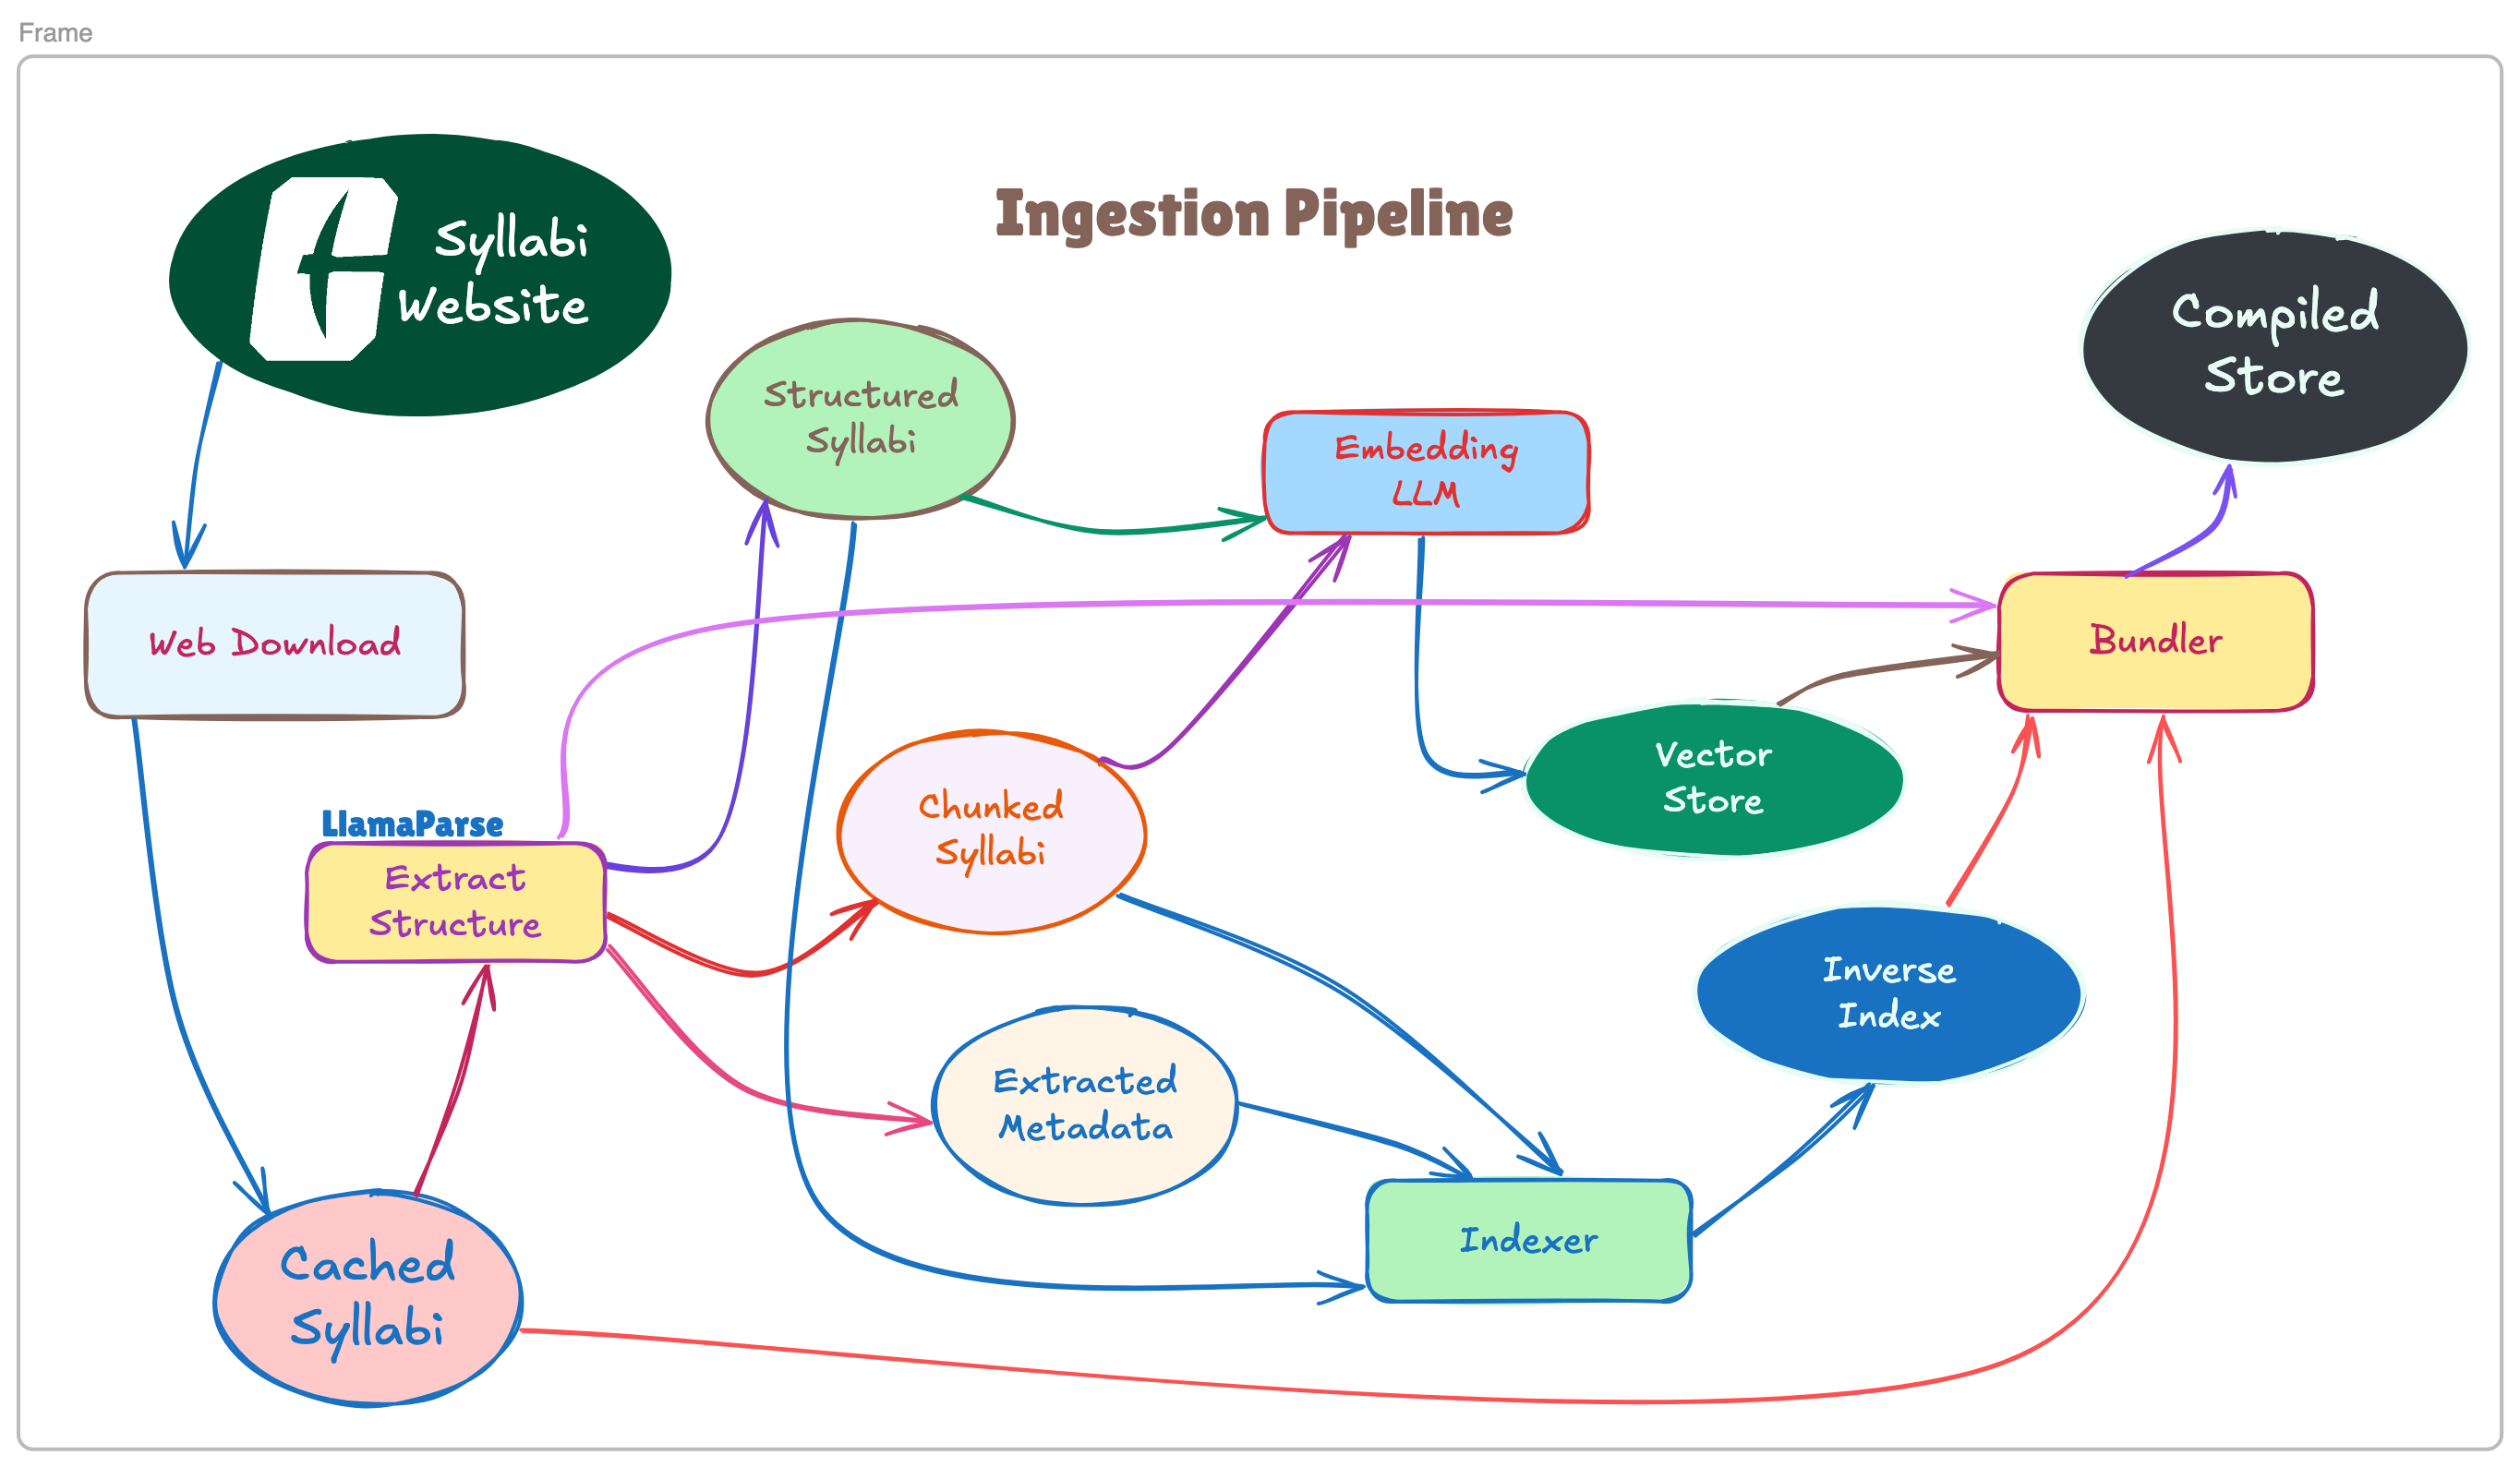 Frame
Ingestion Pipeline
Syllabi
Website
Structured
Syllabi
Embedding
LLM
Compiled
Store
Web Download
Bundler
Vector
Store
Chunked
Syllabi
LlamaParse
Extract
Structure
Inverse
Index
Extracted
Metadata
Indexer
Cached
Syllabi